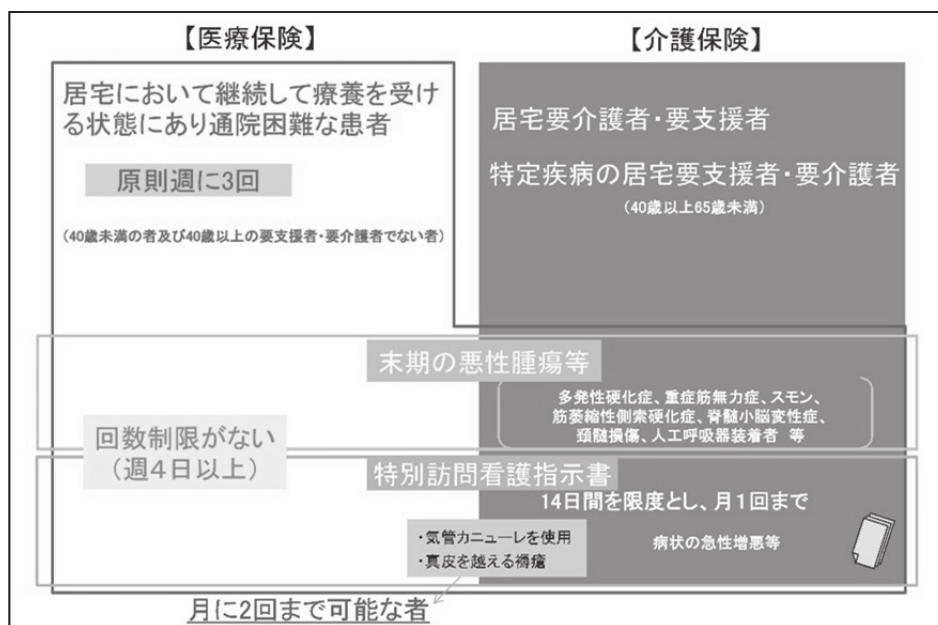 【医療保険】
【介護保険】
居宅において継続して療養を受け
る状態にあり通院困難な患者
原則週に3回
(40歳未満の者及び40歳以上の要支援者・要介護者でない者)
居宅要介護者・要支援者
特定疾病の居宅要支援者・要介護者
(40歳以上65歳未満)
末期の悪性腫瘍等
多発性硬化症、重症筋無力症、スモン、
筋萎縮性側索硬化症、脊髄小脳変性症、
頚髄損傷、人工呼吸器装着者 等
回数制限がない
(週4日以上)
特別訪問看護指示書
14日間を限度とし、月1回まで
病状の急性増悪等
・気管カニューレを使用
・真皮を越える褥瘡
月に2回まで可能な者